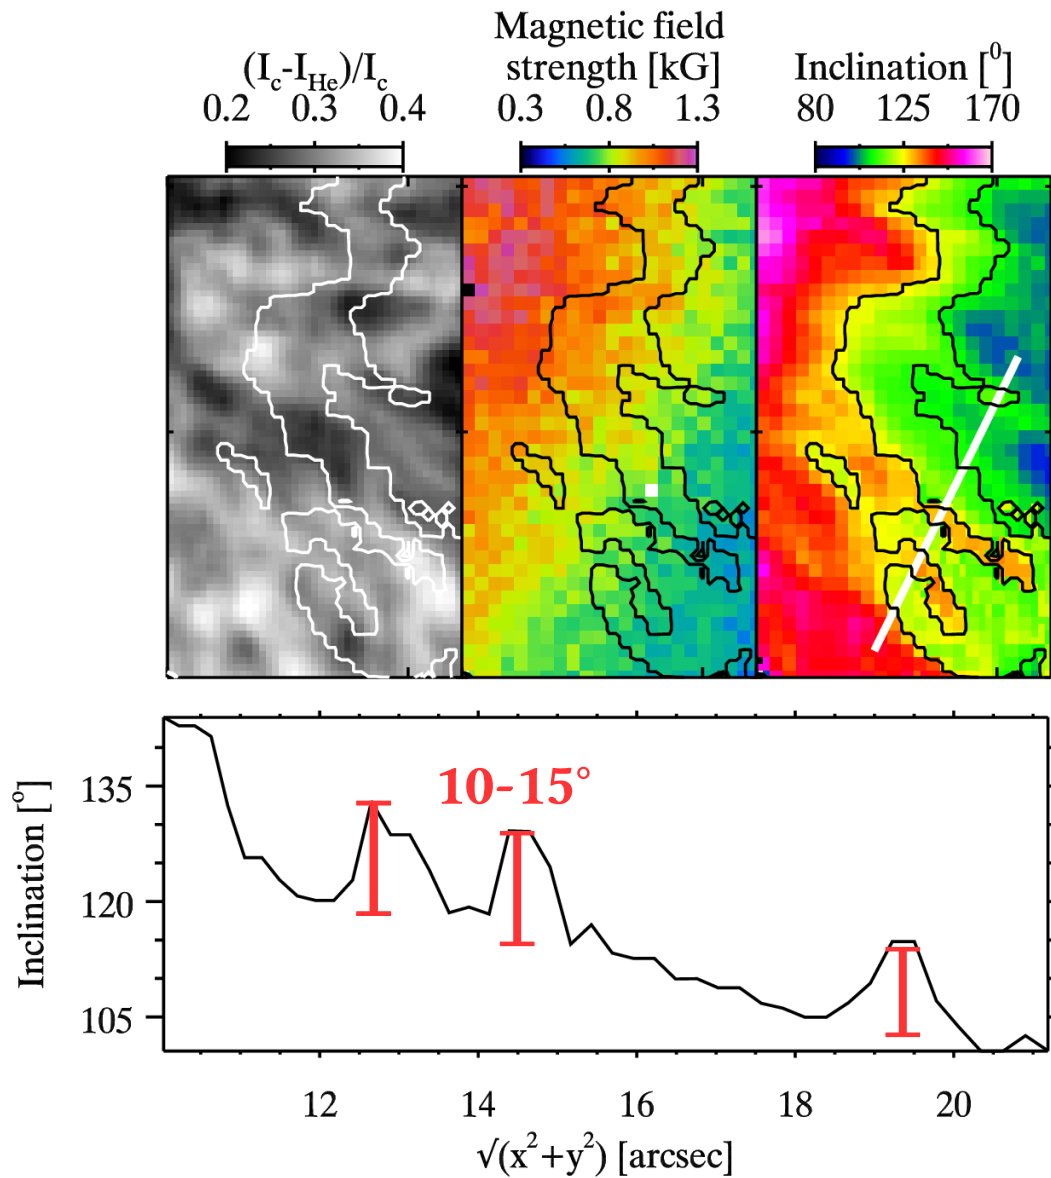 Magnetic field
(Ic-IHe)/Ic strength [kG] Inclination [⁰]
0.2 0.3 0.4 0.3 0.8 1.3 80 125 170
10-15°
135
120
105
Inclination [°]
12 14 16 18 20
√(x²+y²) [arcsec]